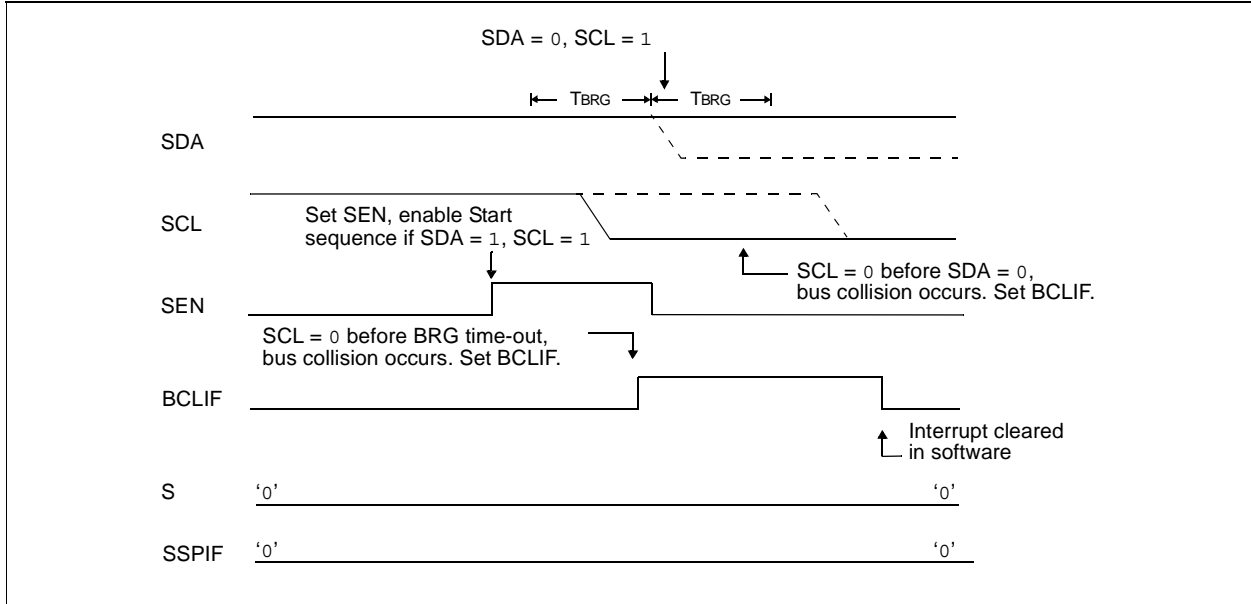 SDA = 0, SCL = 1
TBRG TBRG
SDA
SCL
Set SEN, enable Start
sequence if SDA = 1, SCL = 1
SCL = 0 before SDA = 0,
bus collision occurs. Set BCLIF.
SEN
SCL = 0 before BRG time-out,
bus collision occurs. Set BCLIF.
BCLIF
Interrupt cleared
in software
S
‘0’ ‘0’
SSPIF
‘0’ ‘0’